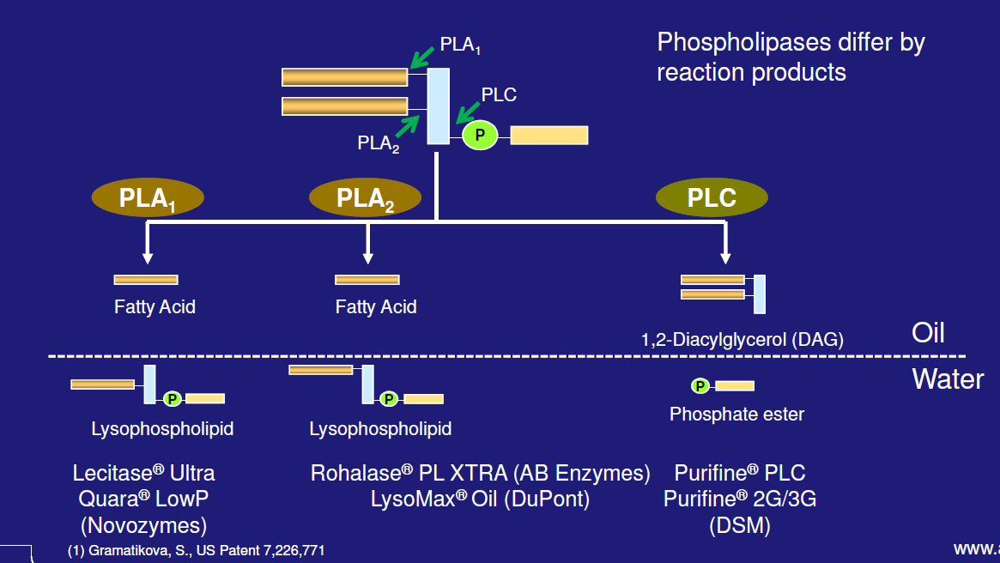 Phospholipases differ by
reaction products
PLA₁
PLC
P
PLA₂
PLA₁
PLA₂
PLC
Fatty Acid
Fatty Acid
1,2-Diacylglycerol (DAG)
Oil
Water
P
P
P
Lysophospholipid
Lysophospholipid
Phosphate ester
Lecitase® Ultra
Quara® LowP
(Novozymes)
Rohalase® PL XTRA (AB Enzymes)
LysoMax® Oil (DuPont)
Purifine® PLC
Purifine® 2G/3G
(DSM)
(1) Gramatikova, S., US Patent 7,226,771
www.